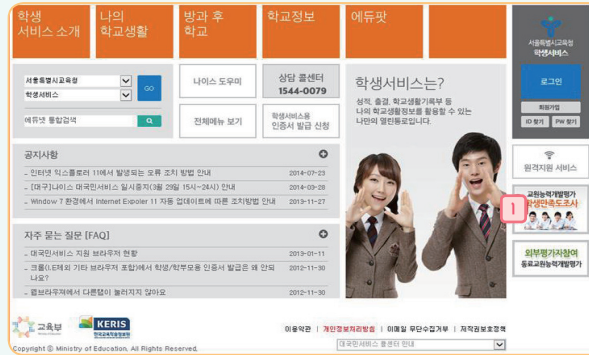 학생
서비스 소개
나의
학교생활
방과 후
학교
학교정보
에듀팟
서울특별시교육청
학생서비스
서울특별시교육청
학생서비스
GO
에듀넷 통합검색
나이스 도우미
상담 콜센터
1544-0079
전체메뉴 보기
학생서비스용
인증서 발급 신청
학생서비스는?
성적, 출결, 학교생활기록부 등
나의 학교생활정보를 활용할 수 있는
나만의 열린통로입니다.
로그인
회원가입
ID 찾기
PW 찾기
원격지원 서비스
교원능력개발평가
학생만족도조사
1
외부평가자참여
동료교원능력개발평가
공지사항
- 인터넷 익스플로러 11에서 발생되는 오류 조치 방법 안내 2014-07-23
- [대구]나이스 대국민서비스 일시중지(3월 29일 15시~24시) 안내 2014-03-28
- Window 7 환경에서 Internet Expoler 11 자동 업데이트에 따른 조치방법 안내 2013-11-27
자주 묻는 질문 [FAQ]
- 대국민서비스 지원 브라우저 현황 2013-01-11
- 크롬(I.E제외 기타 브라우저 포함)에서 학생/학부모용 인증서 발급은 왜 안되나요? 2012-11-30
- 웹브라우져에서 다른탭이 눌러지지 않아요 2012-11-30
교육부
KERIS
한국교육학술정보원
이용약관 | 개인정보처리방침 | 이메일 무단수집거부 | 저작권보호정책
대국민서비스 콜센터 안내
Copyright ⓒ Ministry of Education, All Rights Reserved,